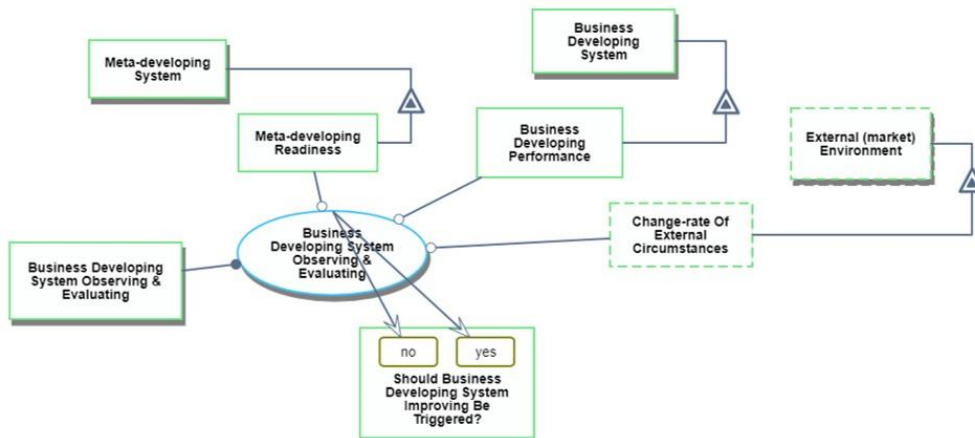 Business
Developing
System
Meta-developing
System
Meta-developing
Readiness
Business
Developing
Performance
External (market)
Environment
Change-rate Of
External
Circumstances
Business
Developing System
Observing &
Evaluating
Business Developing
System Observing &
Evaluating
no
yes
Should Business
Developing System
Improving Be
Triggered?